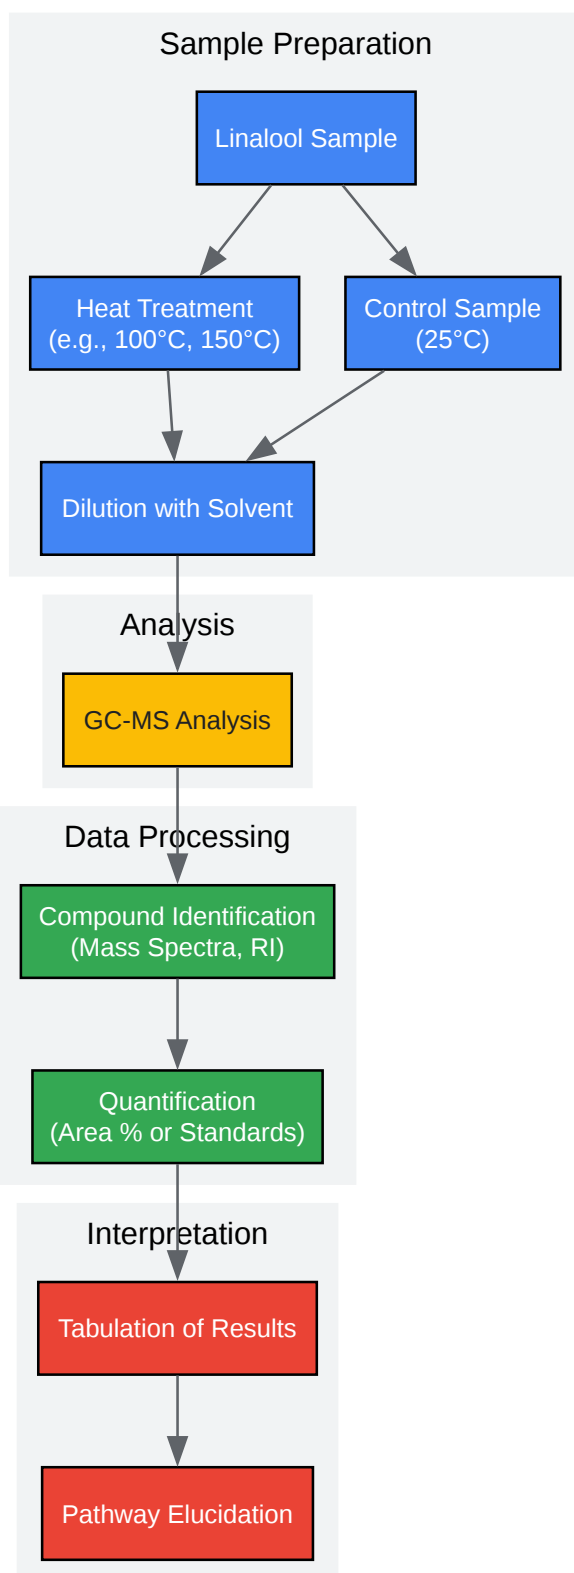 Sample Preparation
Linalool Sample
Heat Treatment
(e.g., 100°C, 150°C)
Control Sample
(25°C)
Dilution with Solvent
Analysis
GC-MS Analysis
Data Processing
Compound Identification
(Mass Spectra, RI)
Quantification
(Area % or Standards)
Interpretation
Tabulation of Results
Pathway Elucidation